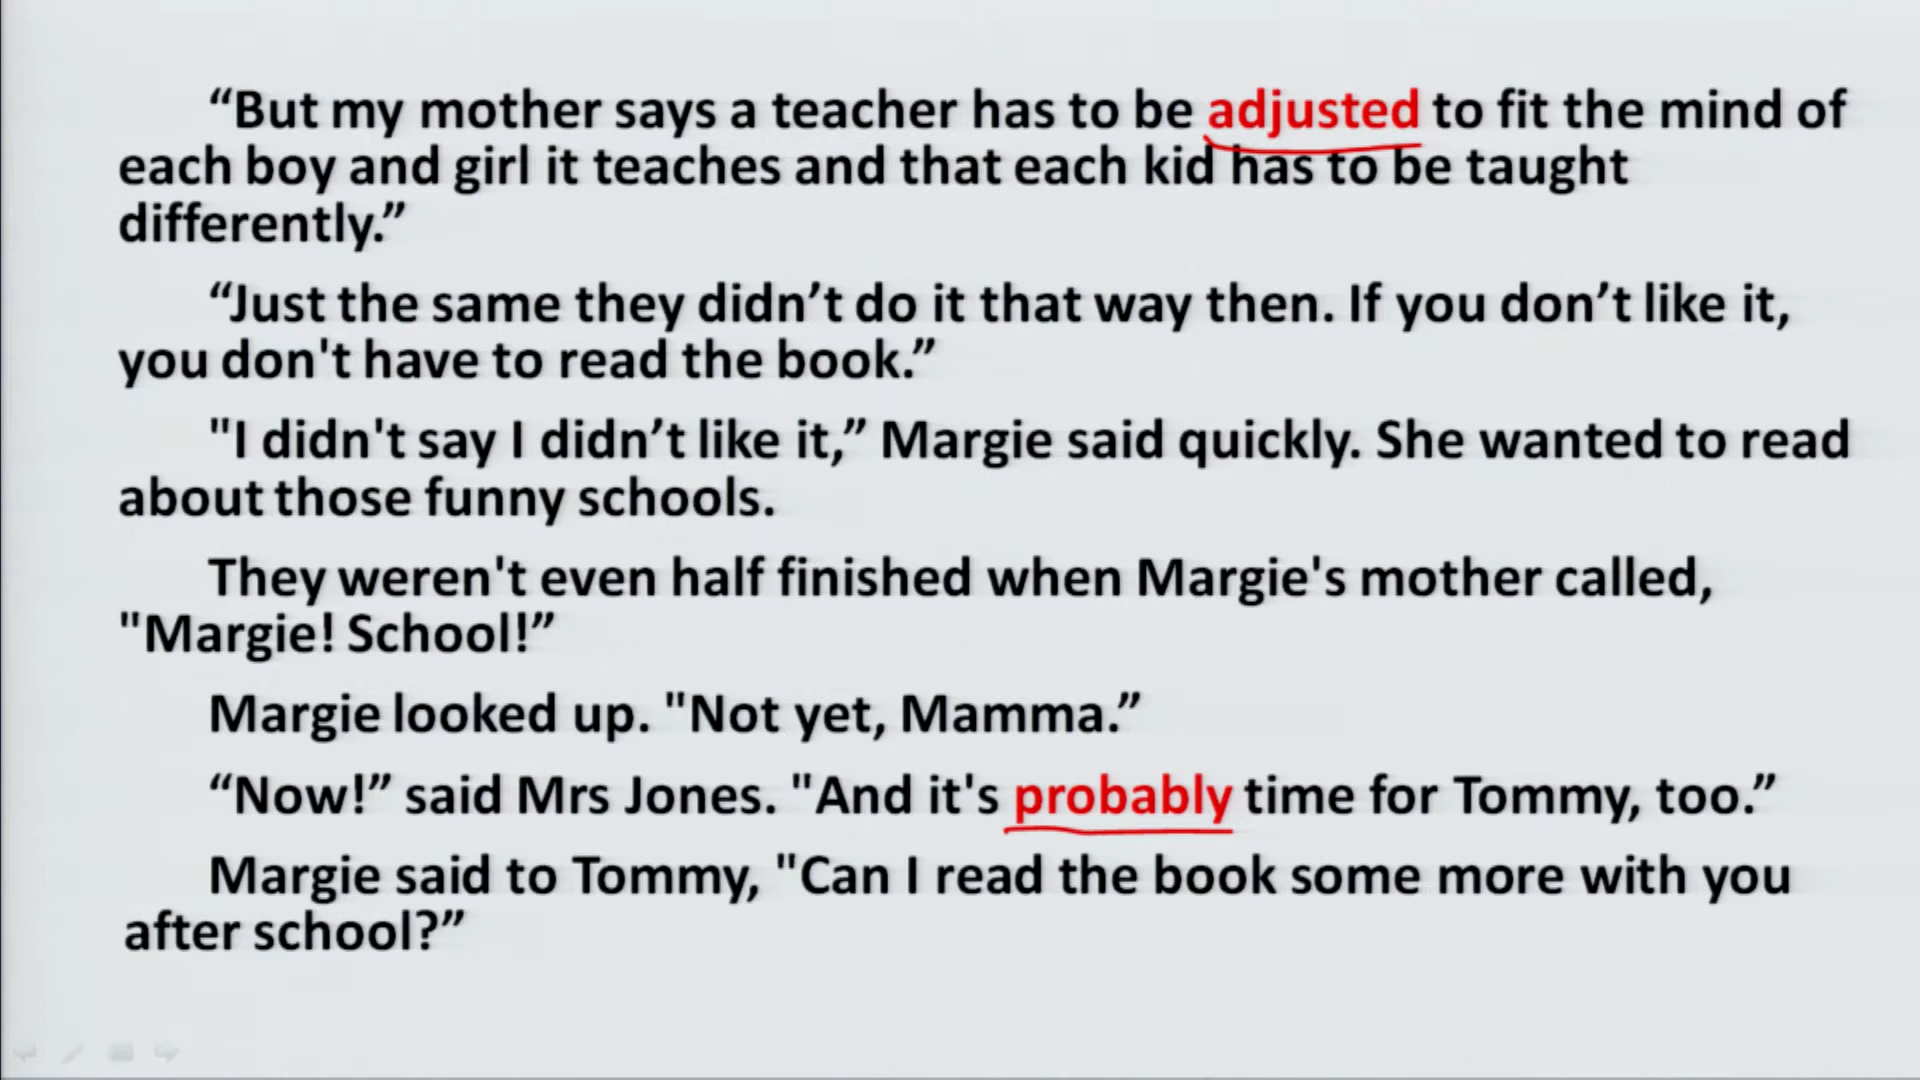 “But my mother says a teacher has to be adjusted to fit the mind of
each boy and girl it teaches and that each kid has to be taught
differently.”
“Just the same they didn’t do it that way then. If you don’t like it,
you don't have to read the book.”
"I didn't say I didn’t like it,” Margie said quickly. She wanted to read
about those funny schools.
They weren't even half finished when Margie's mother called,
"Margie! School!”
Margie looked up. "Not yet, Mamma.”
“Now!” said Mrs Jones. "And it's probably time for Tommy, too.”
Margie said to Tommy, "Can I read the book some more with you
after school?”